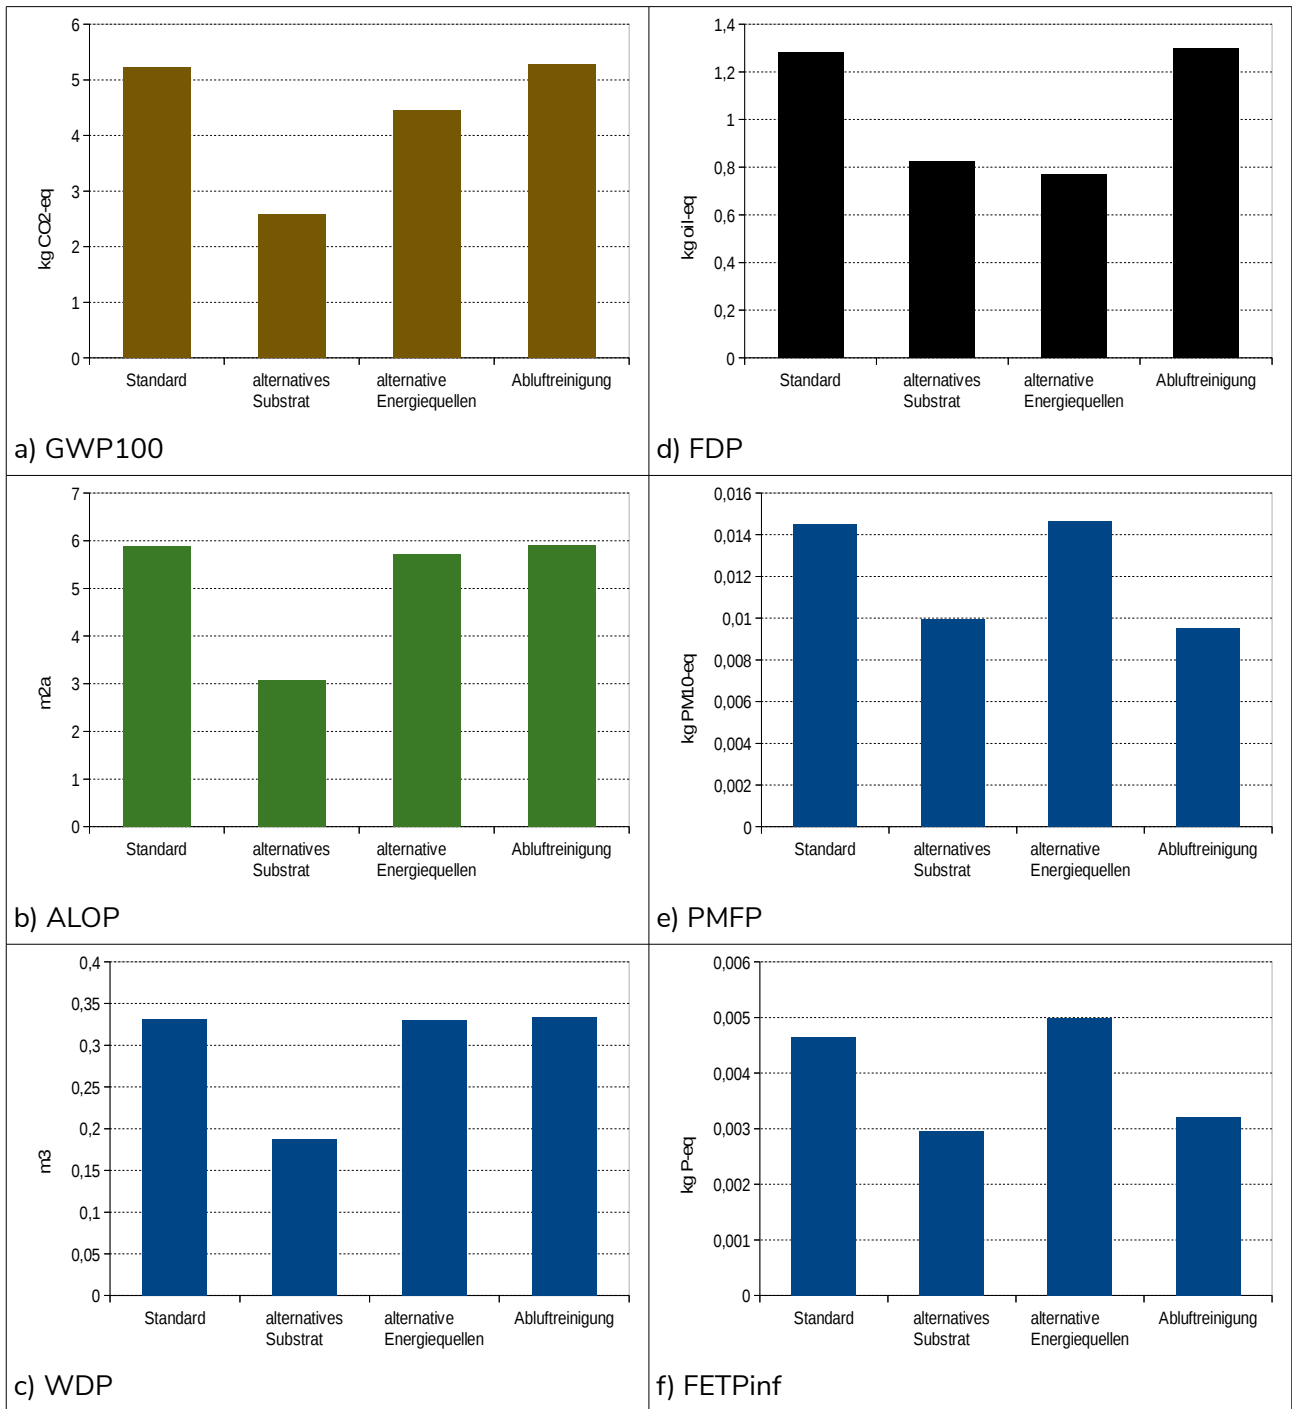 6
5
4
3
2
1
0
kg CO2-eq
Standard
alternatives
Substrat
alternative
Energiequellen
Abluftreinigung
a) GWP100
1,4
1,2
1
0,8
0,6
0,4
0,2
0
kg oil-eq
Standard
alternatives
Substrat
alternative
Energiequellen
Abluftreinigung
d) FDP
7
6
5
4
3
2
1
0
m2a
Standard
alternatives
Substrat
alternative
Energiequellen
Abluftreinigung
b) ALOP
0,016
0,014
0,012
0,01
0,008
0,006
0,004
0,002
0
kg PM10-eq
Standard
alternatives
Substrat
alternative
Energiequellen
Abluftreinigung
e) PMFP
0,4
0,35
0,3
0,25
0,2
0,15
0,1
0,05
0
m3
Standard
alternatives
Substrat
alternative
Energiequellen
Abluftreinigung
c) WDP
0,006
0,005
0,004
0,003
0,002
0,001
0
kg P-eq
Standard
alternatives
Substrat
alternative
Energiequellen
Abluftreinigung
f) FETPinf